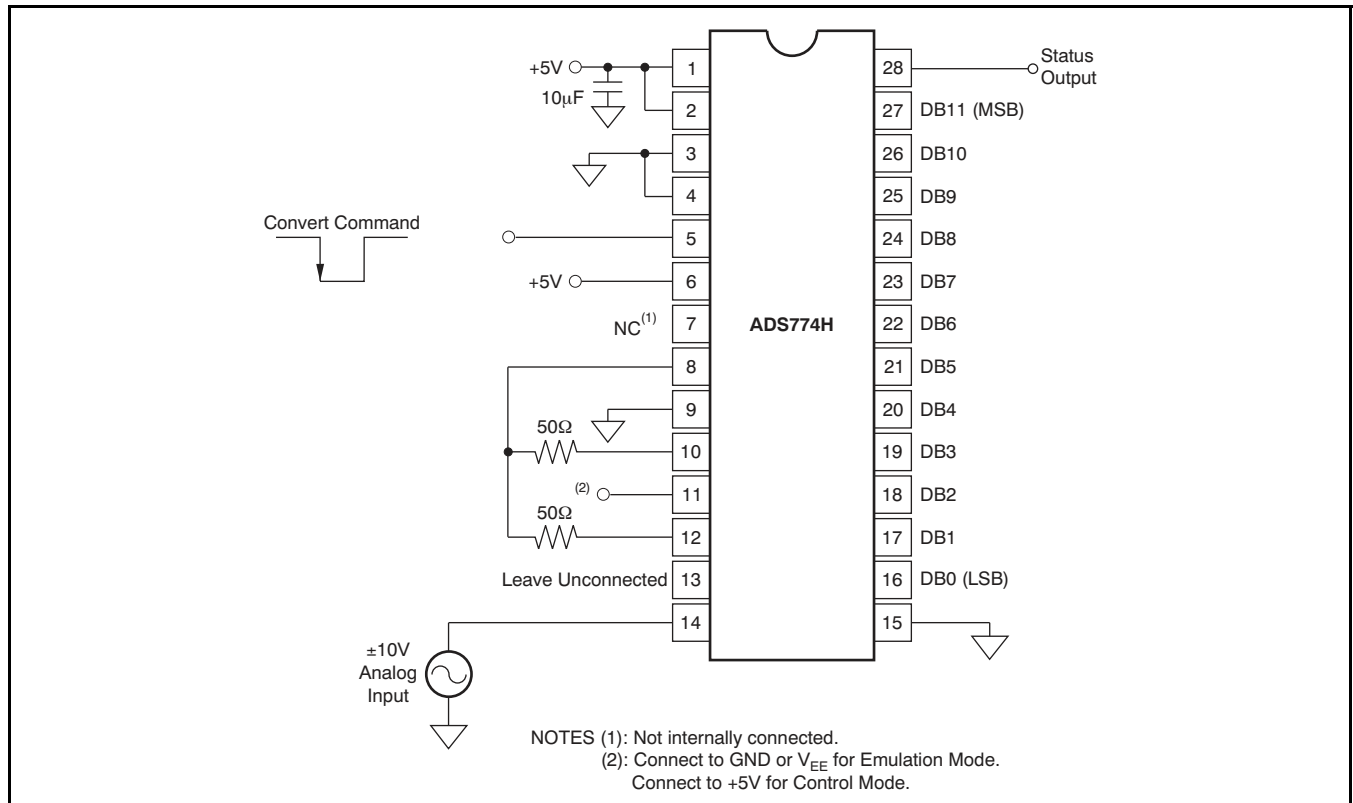 +5V
10μF
Convert Command
+5V
NC(1)
50Ω
(2)
50Ω
Leave Unconnected
±10V
Analog
Input
1
2
3
4
5
6
7
8
9
10
11
12
13
14
ADS774H
28
27
26
25
24
23
22
21
20
19
18
17
16
15
Status
Output
DB11 (MSB)
DB10
DB9
DB8
DB7
DB6
DB5
DB4
DB3
DB2
DB1
DB0 (LSB)
NOTES (1): Not internally connected.
(2): Connect to GND or VEE for Emulation Mode.
Connect to +5V for Control Mode.